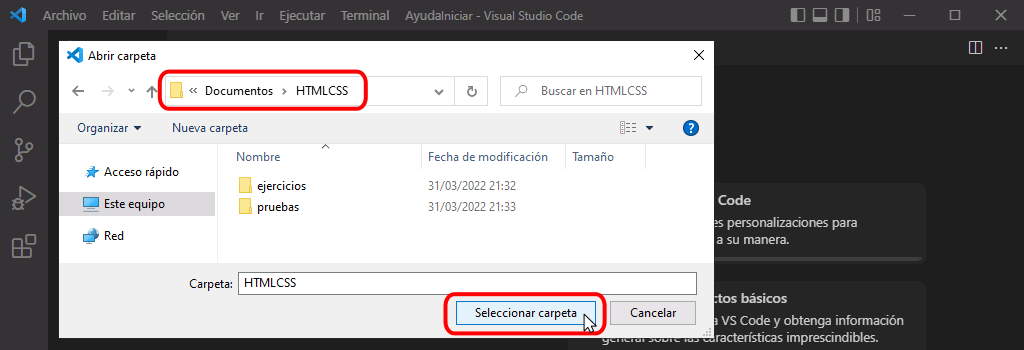 Archivo Editar Selección Ver Ir Ejecutar Terminal Ayuda Iniciar - Visual Studio Code
Abrir carpeta
« Documentos > HTMLCSS
Buscar en HTMLCSS
Organizar Nueva carpeta
Nombre Fecha de modificación Tamaño
Acceso rápido
Este equipo
Red
ejercicios 31/03/2022 21:32
pruebas 31/03/2022 21:33
Carpeta: HTMLCSS
Seleccionar carpeta Cancelar
Code
es personalizaciones para
a su manera.
ctos básicos
a VS Code y obtenga información
general sobre las características imprescindibles.